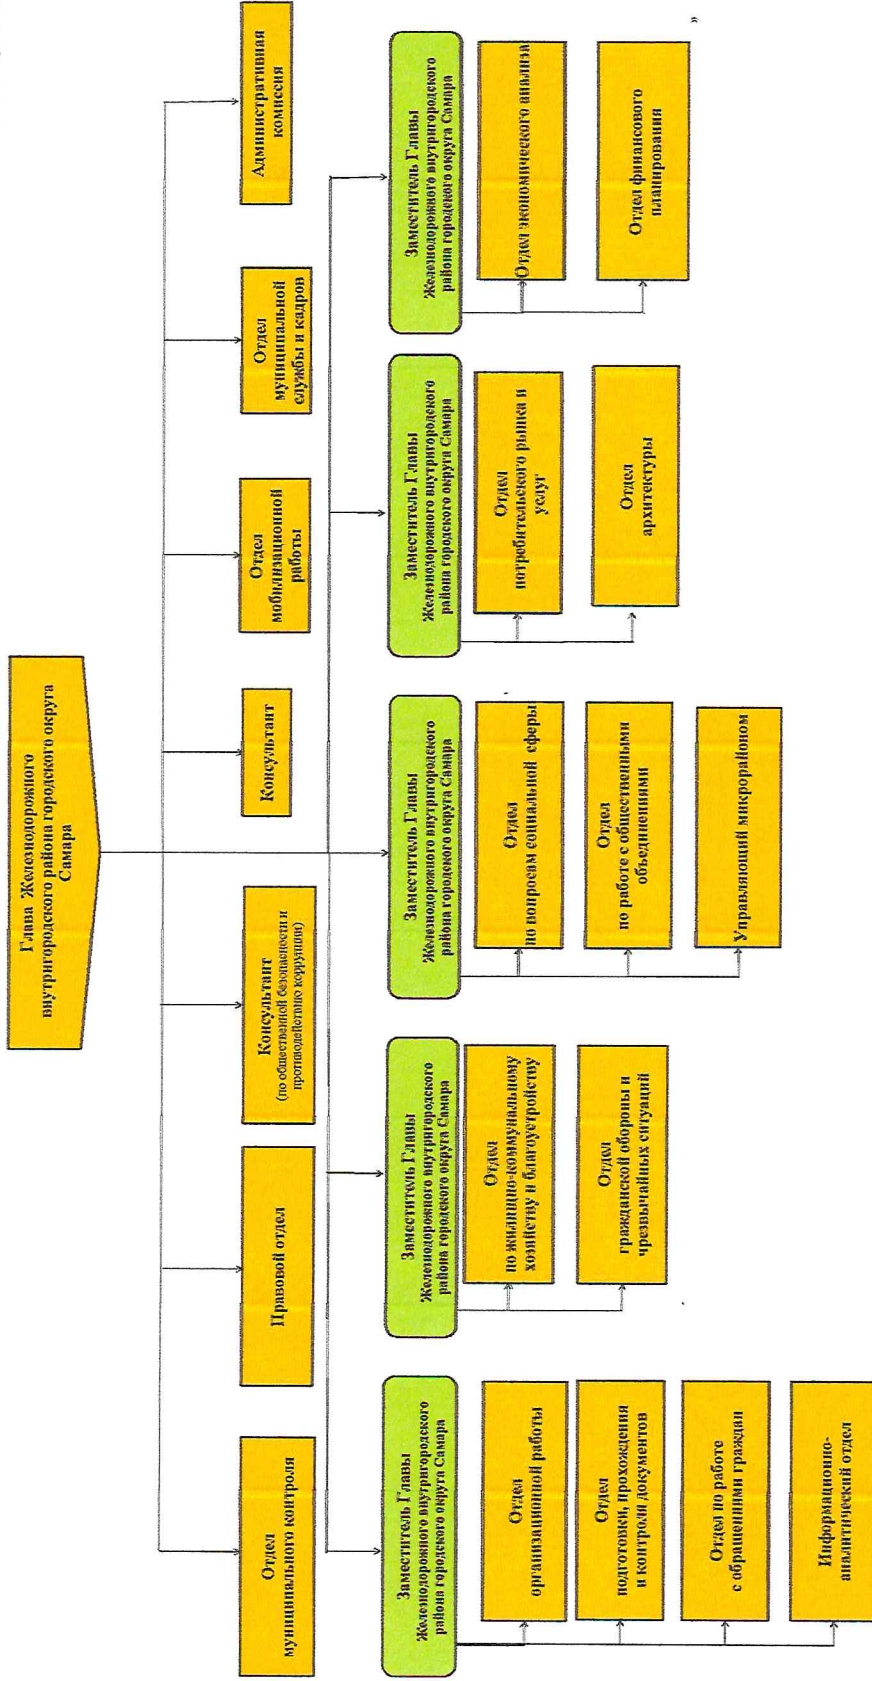 Глава Железнодорожного
внутригородского района городского округа
Самара
Отдел
муниципального контроля
Правовой отдел
Консультант
(по общественной безопасности и
противодействию коррупции)
Консультант
Отдел
мобилизационной
работы
Отдел
муниципальной
службы и кадров
Административная
комиссия
Заместитель Главы
Железнодорожного внутригородского
района городского округа Самара
Отдел
организационной работы
Отдел
подготовки, прохождения
и контроля документов
Отдел по работе
с обращениями граждан
Информационно-
аналитический отдел
Заместитель Главы
Железнодорожного внутригородского
района городского округа Самара
Отдел
по жилищно-коммунальному
хозяйству и благоустройству
Отдел
гражданской обороны и
чрезвычайных ситуаций
Заместитель Главы
Железнодорожного внутригородского
района городского округа Самара
Отдел
по вопросам социальной сферы
Отдел
по работе с общественными
объединениями
Управляющий микрорайоном
Заместитель Главы
Железнодорожного внутригородского
района городского округа Самара
Отдел
потребительского рынка и
услуг
Отдел
архитектуры
Заместитель Главы
Железнодорожного внутригородского
района городского округа Самара
Отдел экономического анализа
Отдел финансового
планирования
»